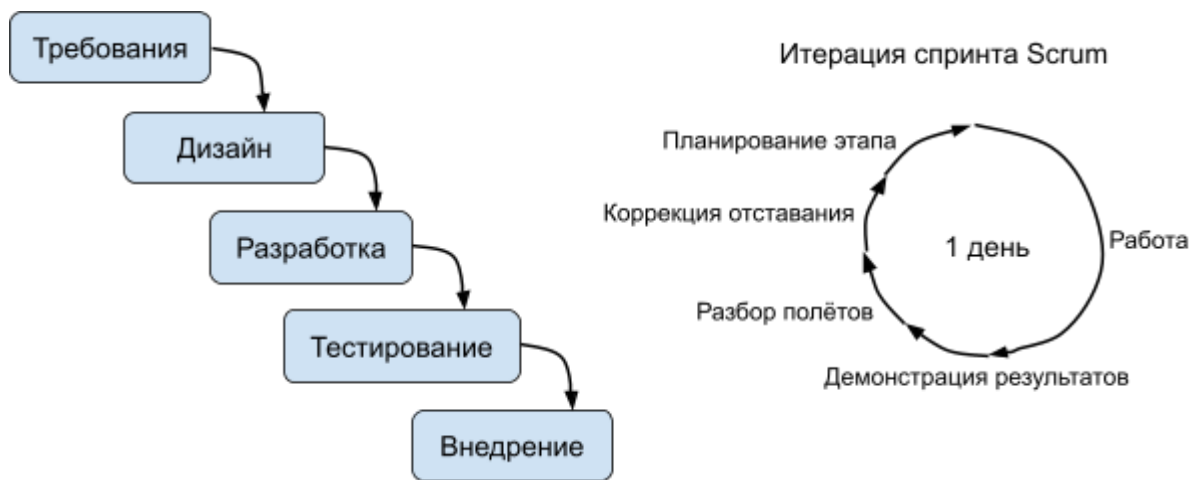 Требования
Дизайн
Разработка
Тестирование
Внедрение
Итерация спринта Scrum
Планирование этапа
Коррекция отставания
1 день
Работа
Разбор полётов
Демонстрация результатов